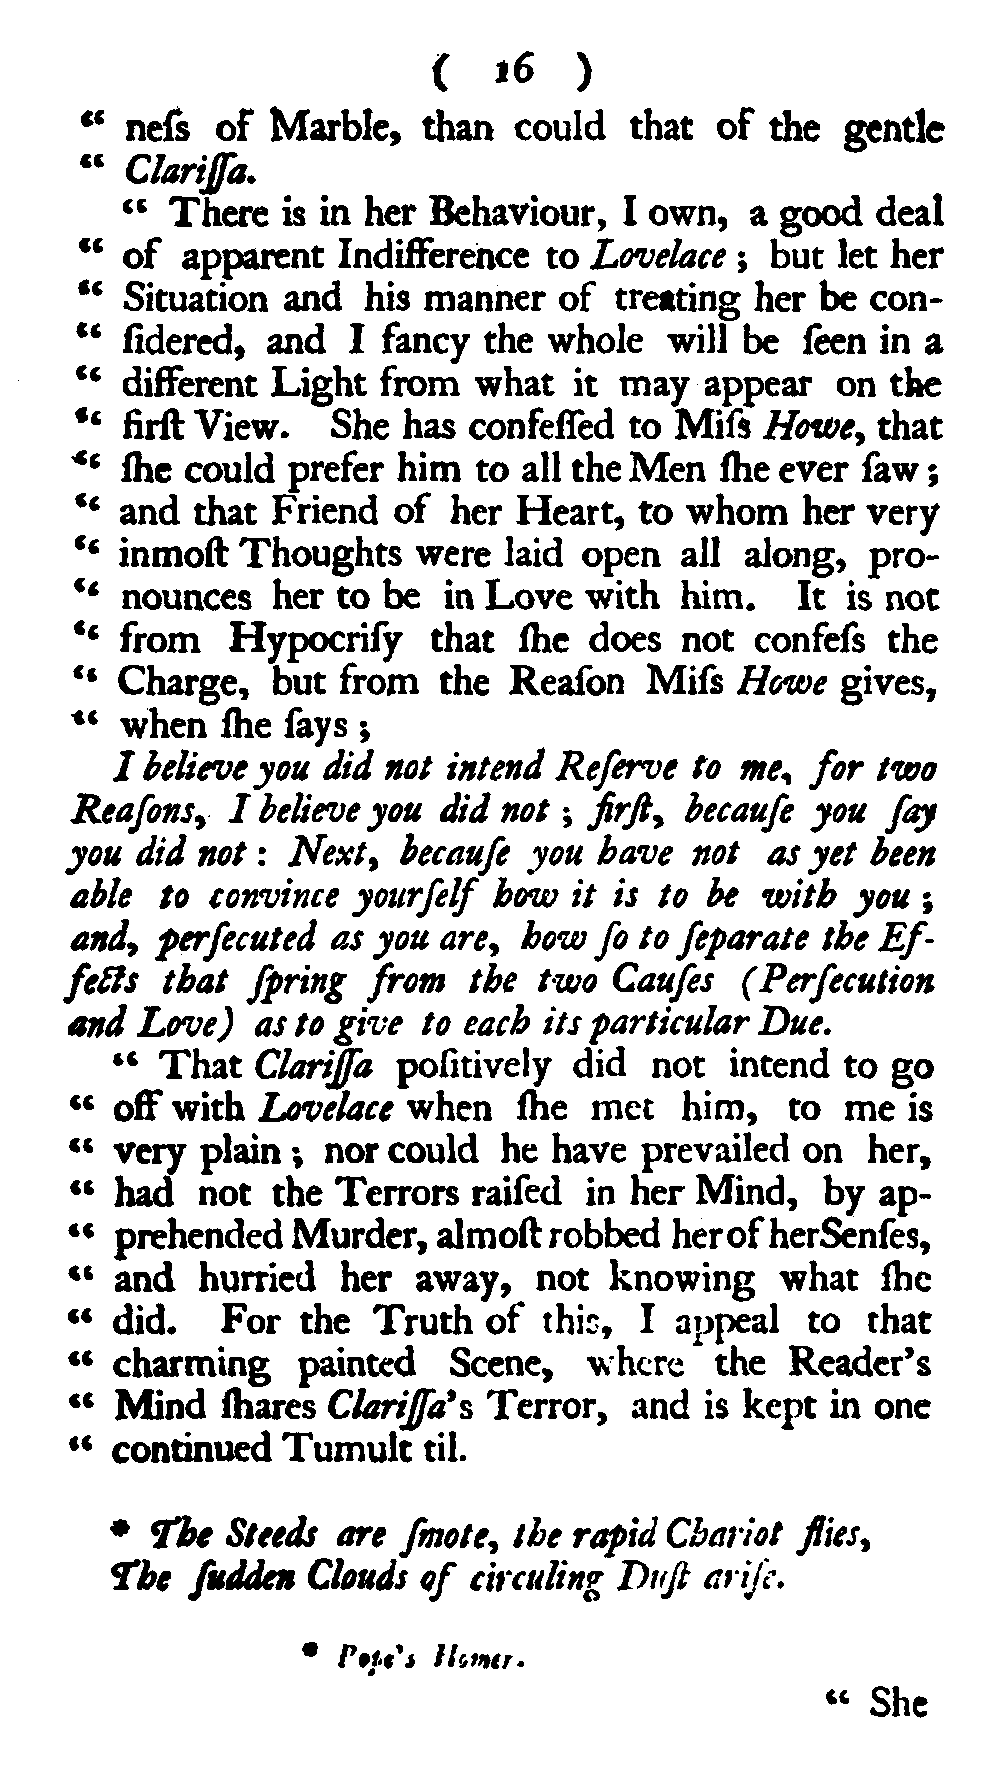 ( 16 )
“ neſs of Marble, than could that of the gentle
“ Clariſſa.
“ There is in her Behaviour, I own, a good deal
“ of apparent Indifference to Lovelace ; but let her
“ Situation and his manner of treating her be con-
“ ſidered, and I fancy the whole will be ſeen in a
“ different Light from what it may appear on the
“ firſt View. She has confeſſed to Miſs Howe, that
“ ſhe could prefer him to all the Men ſhe ever ſaw ;
“ and that Friend of her Heart, to whom her very
“ inmoſt Thoughts were laid open all along, pro-
“ nounces her to be in Love with him. It is not
“ from Hypocriſy that ſhe does not confeſs the
“ Charge, but from the Reaſon Miſs Howe gives,
“ when ſhe ſays ;
I believe you did not intend Reſerve to me, for two
Reaſons, I believe you did not ; firſt, becauſe you ſay
you did not : Next, becauſe you have not as yet been
able to convince yourſelf how it is to be with you ;
and, perſecuted as you are, how ſo to ſeparate the Ef-
fects that ſpring from the two Cauſes (Perſecution
and Love) as to give to each its particular Due.
“ That Clariſſa poſitively did not intend to go
“ off with Lovelace when ſhe met him, to me is
“ very plain ; nor could he have prevailed on her,
“ had not the Terrors raiſed in her Mind, by ap-
“ prehended Murder, almoſt robbed her of her Senſes,
“ and hurried her away, not knowing what ſhe
“ did. For the Truth of this, I appeal to that
“ charming painted Scene, where the Reader’s
“ Mind ſhares Clariſſa’s Terror, and is kept in one
“ continued Tumult til.
* The Steeds are ſmote, the rapid Chariot flies,
The ſudden Clouds of circuling Duſt ariſe.
* Pope’s Homer.
“ She